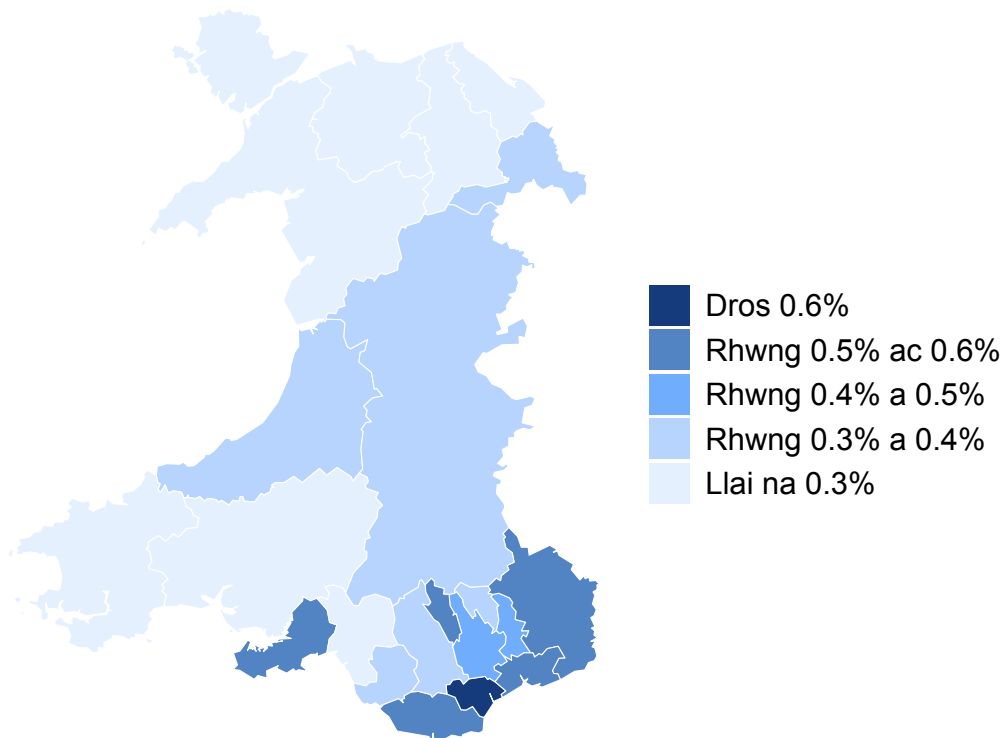 Dros 0.6%
Rhwng 0.5% ac 0.6%
Rhwng 0.4% a 0.5%
Rhwng 0.3% a 0.4%
Llai na 0.3%